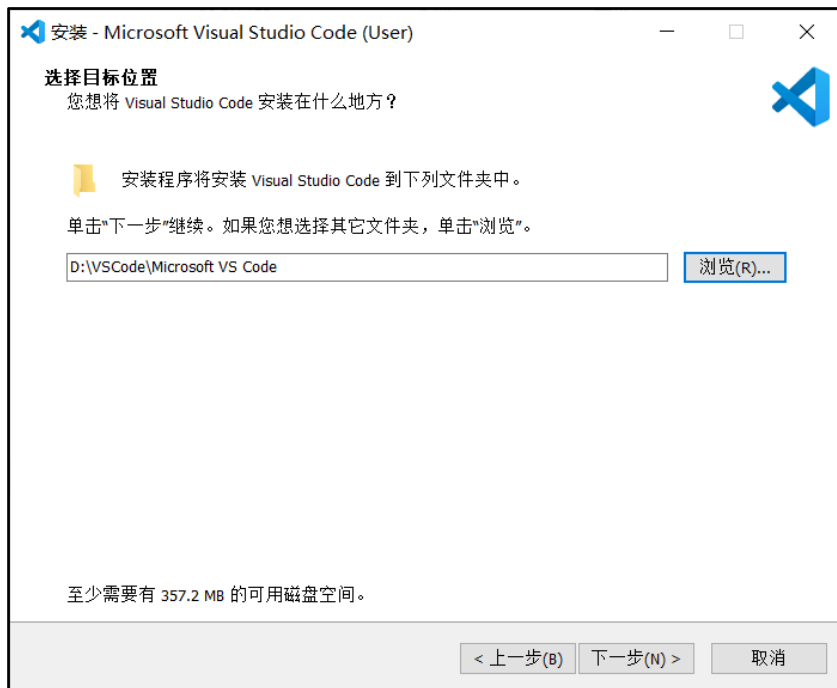 安装 - Microsoft Visual Studio Code (User)
选择目标位置
您想将 Visual Studio Code 安装在什么地方？
安装程序将安装 Visual Studio Code 到下列文件夹中。
单击“下一步”继续。如果您想选择其它文件夹，单击“浏览”。
D:\VSCode\Microsoft VS Code
浏览(R)...
至少需要有 357.2 MB 的可用磁盘空间。
< 上一步(B) 下一步(N) > 取消